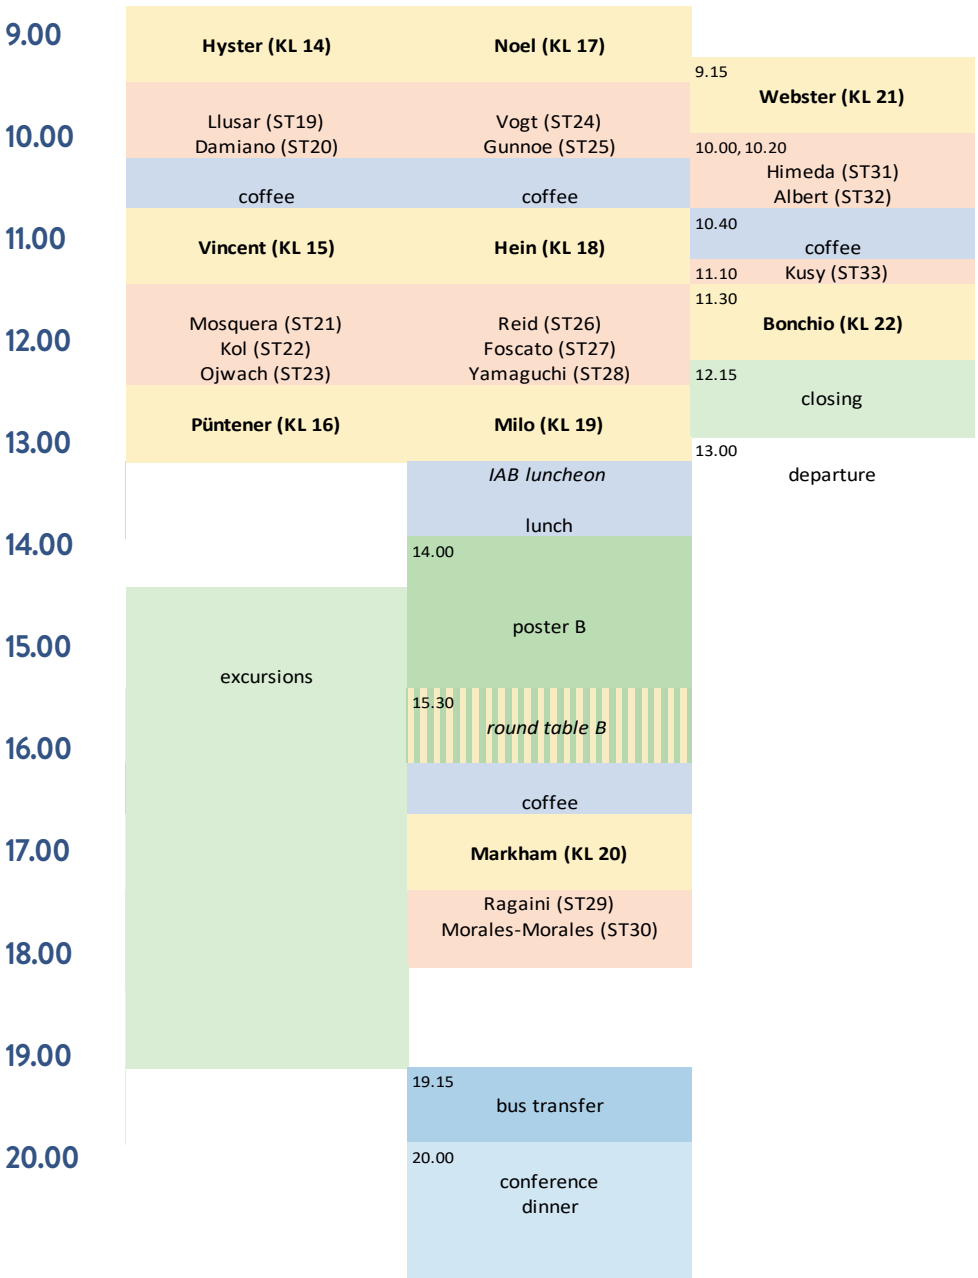 9.00
10.00
11.00
12.00
13.00
14.00
15.00
16.00
17.00
18.00
19.00
20.00
Hyster (KL 14)
Llusar (ST19)
Damiano (ST20)
coffee
Vincent (KL 15)
Mosquera (ST21)
Kol (ST22)
Ojwach (ST23)
Püntener (KL 16)
excursions
Noel (KL 17)
Vogt (ST24)
Gunnoe (ST25)
coffee
Hein (KL 18)
Reid (ST26)
Foscato (ST27)
Yamaguchi (ST28)
Milo (KL 19)
IAB luncheon
lunch
14.00
poster B
15.30
round table B
coffee
Markham (KL 20)
Ragaini (ST29)
Morales-Morales (ST30)
19.15
bus transfer
20.00
conference
dinner
9.15
Webster (KL 21)
10.00, 10.20
Himeda (ST31)
Albert (ST32)
10.40
coffee
11.10 Kusy (ST33)
11.30
Bonchio (KL 22)
12.15
closing
13.00
departure